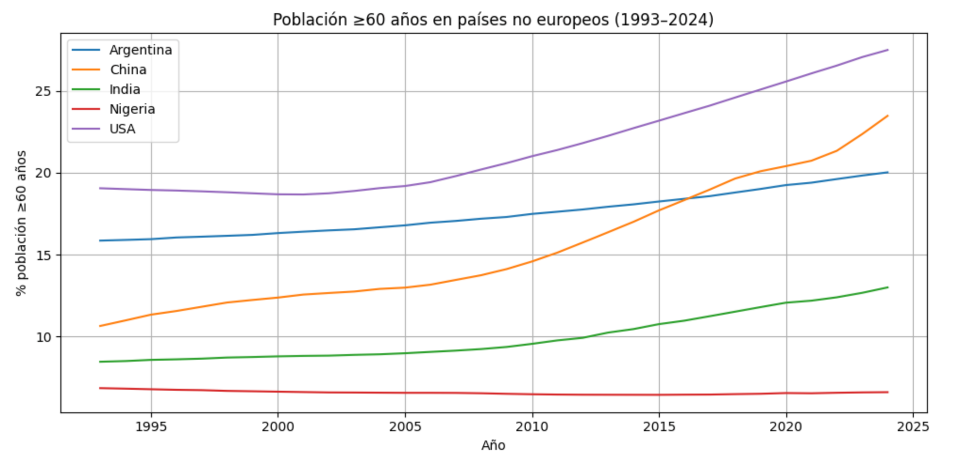 Población ≥60 años en países no europeos (1993–2024)
Argentina
China
India
Nigeria
USA
% población ≥60 años
25
20
15
10
1995
2000
2005
2010
2015
2020
2025
Año